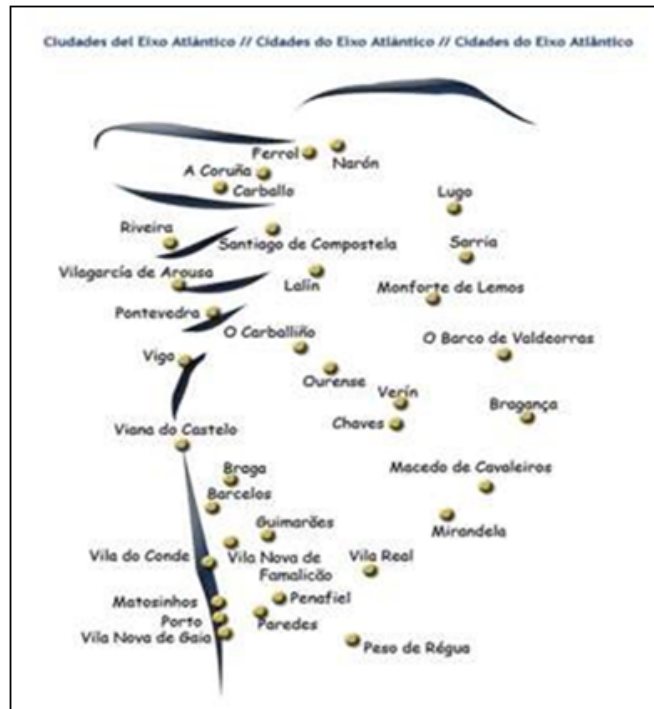 Ciudades del Eixo Atlántico // Cidades do Eixo Atlántico // Cidades do Eixo Atlântico
Ferrol
Narón
A Coruña
Carballo
Lugo
Riveira
Santiago de Compostela
Sarria
Vilagarcía de Arousa
Lalín
Monforte de Lemos
Pontevedra
O Carballiño
O Barco de Valdeorras
Vigo
Ourense
Verín
Bragança
Chaves
Viana do Castelo
Braga
Macedo de Cavaleiros
Barcelos
Guimarães
Mirandela
Vila do Conde
Vila Nova de
Famalicão
Vila Real
Matosinhos
Penafiel
Porto
Paredes
Vila Nova de Gaia
Peso de Régua